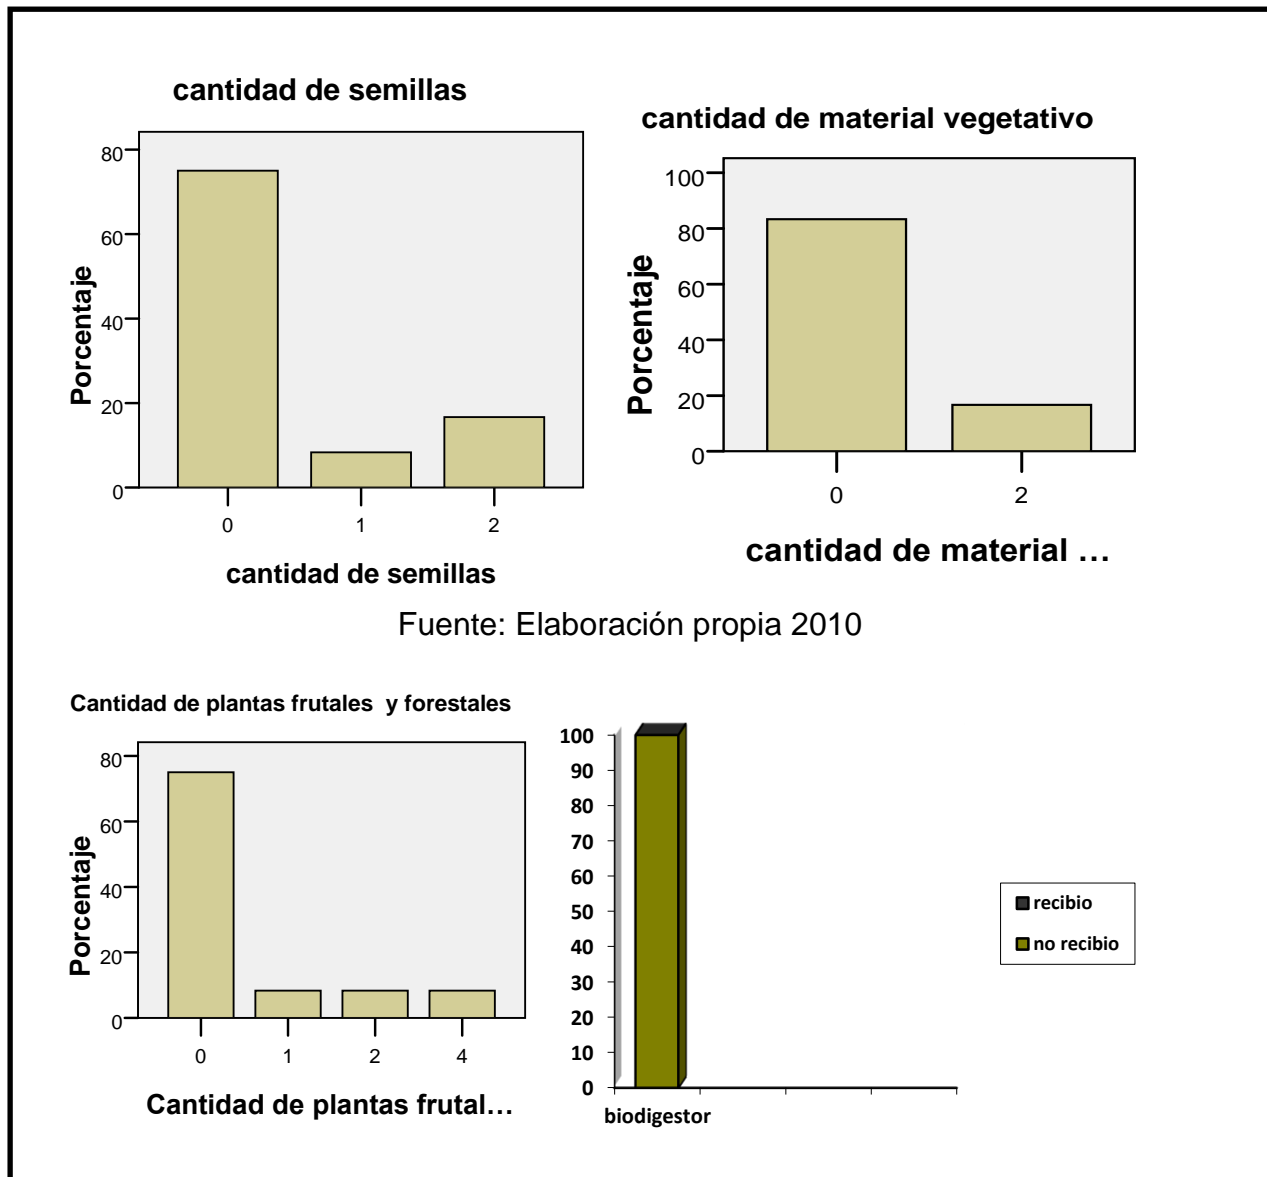 cantidad de semillas
80
60
40
20
0
Porcentaje
0 1 2
cantidad de semillas
cantidad de material vegetativo
100
80
60
40
20
0
Porcentaje
0 2
cantidad de material …
Fuente: Elaboración propia 2010
Cantidad de plantas frutales y forestales
80
60
40
20
0
Porcentaje
0 1 2 4
Cantidad de plantas frutal…
100
90
80
70
60
50
40
30
20
10
0
biodigestor
recibio
no recibio